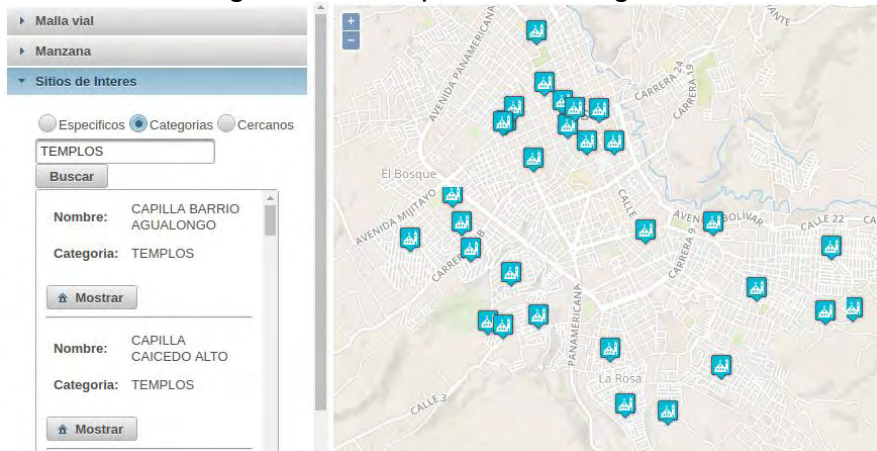 Malla vial
Manzana
Sitios de Interes
Especificos Categorias Cercanos
TEMPLOS
Buscar
Nombre: CAPILLA BARRIO
AGUALONGO
Categoria: TEMPLOS
Mostrar
Nombre: CAPILLA
CAICEDO ALTO
Categoria: TEMPLOS
Mostrar
+
-
AVENIDA PANAMERICANA
CARRERA 24
CARRERA 19
El Bosque
AVENIDA MIJITAYO
CALLE
AVENIDA BOLIVAR
CALLE 22
CA
CARRERA 9
PANAMERICANA
La Rosa
CALLE 3